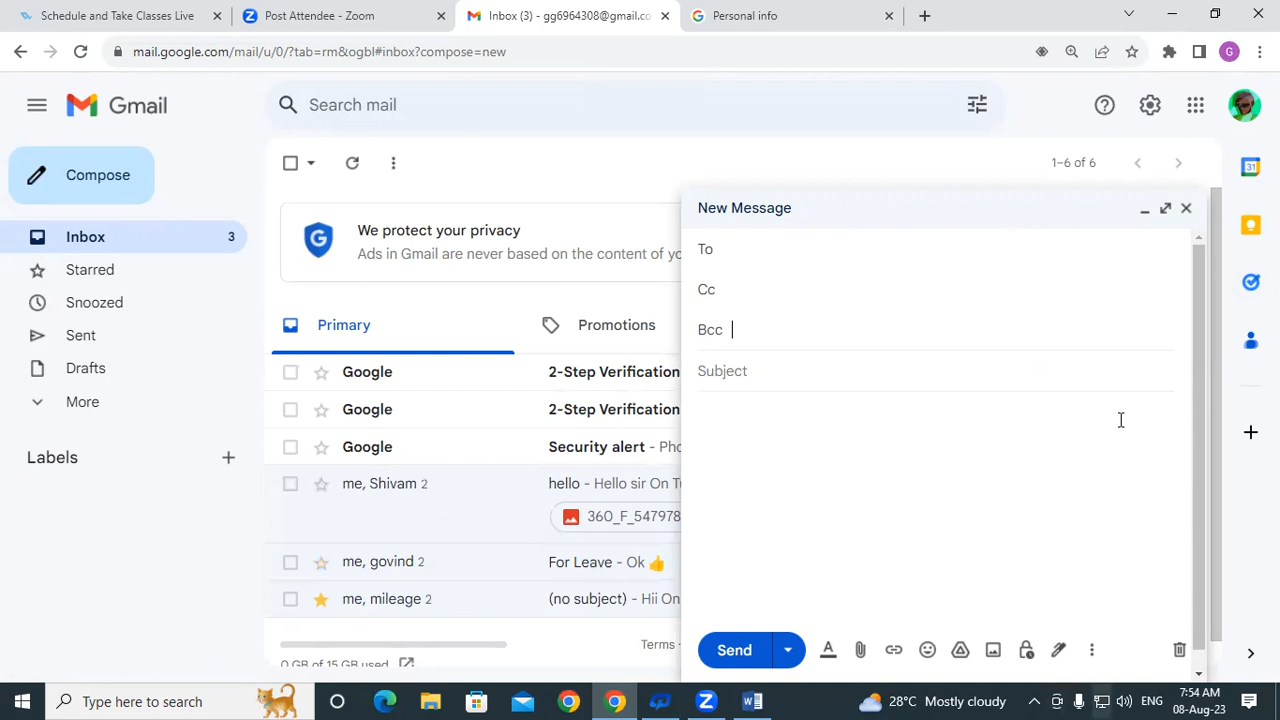 Schedule and Take Classes Live
Post Attendee - Zoom
Inbox (3) - gg6964308@gmail.co
Personal info
mail.google.com/mail/u/0/?tab=rm&ogbl#inbox?compose=new
G
Gmail
Search mail
Compose
1–6 of 6
31
New Message
Inbox 3
We protect your privacy
Ads in Gmail are never based on the content of yo
To
Starred
Cc
Snoozed
Primary
Promotions
Bcc
Sent
Drafts
Subject
Google 2-Step Verification
More
Google 2-Step Verification
Google Security alert - Pho
Labels
me, Shivam 2 hello - Hello sir On Tu
360_F_547978
me, govind 2 For Leave - Ok 👍
me, mileage 2 (no subject) - Hii On
Terms
Send
0 GB of 15 GB used
Type here to search
28°C Mostly cloudy
ENG
7:54 AM
08-Aug-23